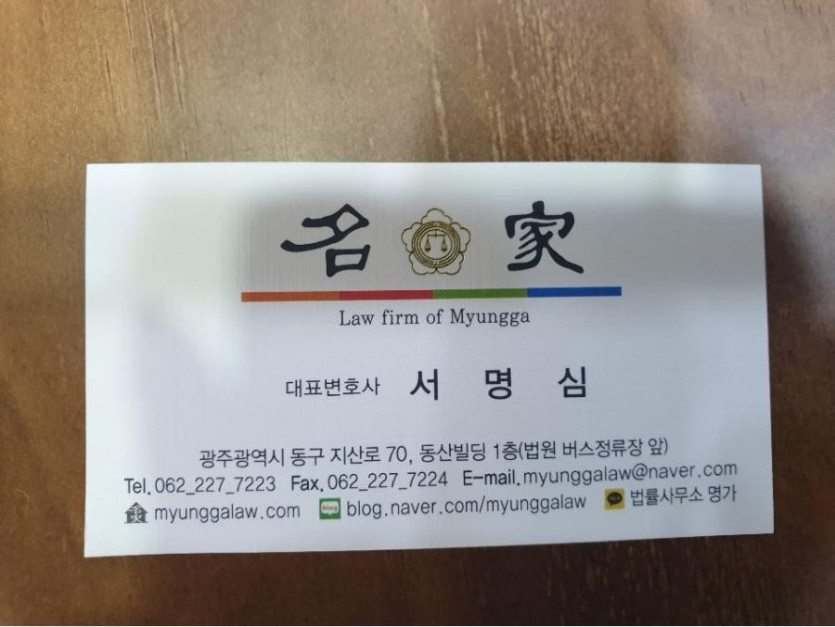 名 家
Law firm of Myungga
대표변호사 서 명 심
광주광역시 동구 지산로 70, 동산빌딩 1층(법원 버스정류장 앞)
Tel. 062_227_7223 Fax. 062_227_7224 E-mail. myunggalaw@naver.com
myunggalaw.com blog blog.naver.com/myunggalaw 법률사무소 명가